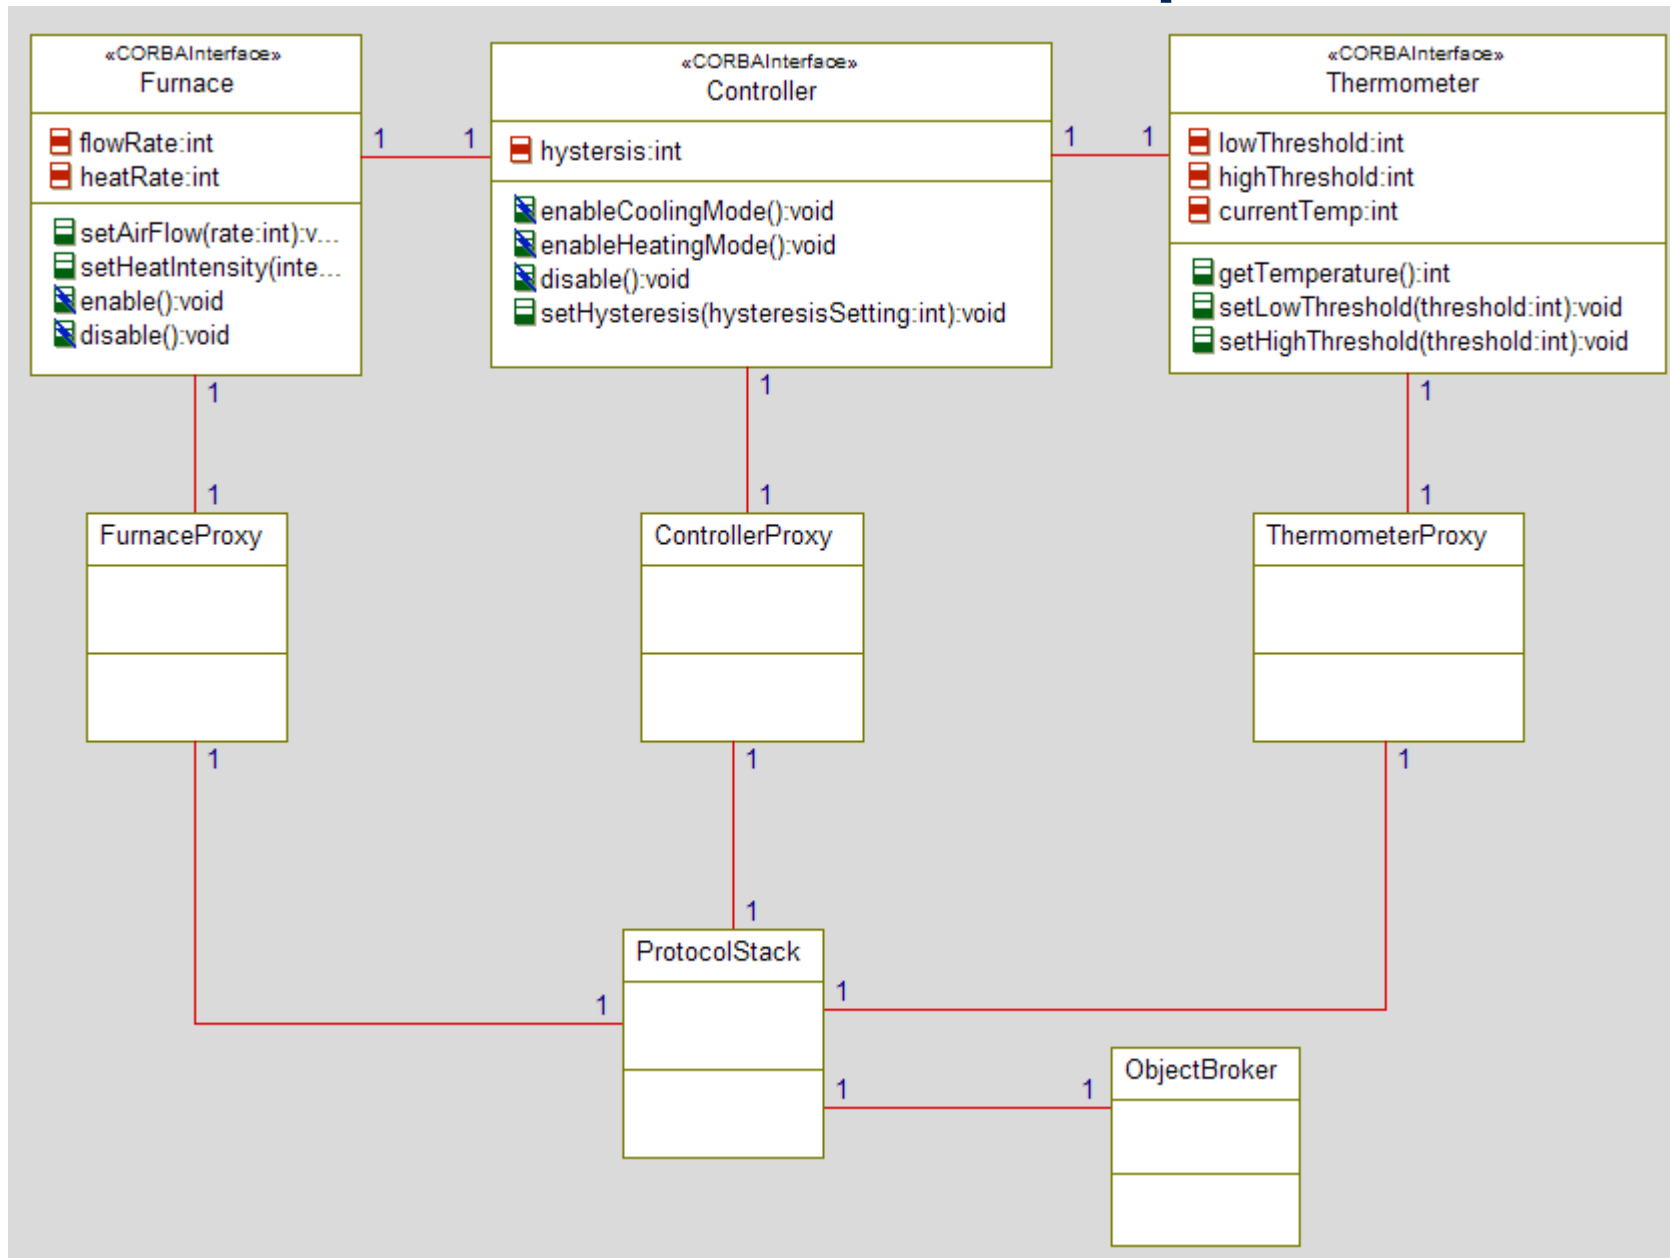 «CORBAInterface»
Furnace
flowRate:int
heatRate:int
setAirFlow(rate:int):v...
setHeatIntensity(inte...
enable():void
disable():void
1
1
«CORBAInterface»
Controller
hystersis:int
enableCoolingMode():void
enableHeatingMode():void
disable():void
setHysteresis(hysteresisSetting:int):void
1
1
«CORBAInterface»
Thermometer
lowThreshold:int
highThreshold:int
currentTemp:int
getTemperature():int
setLowThreshold(threshold:int):void
setHighThreshold(threshold:int):void
1
1
1
1
1
1
FurnaceProxy
ControllerProxy
ThermometerProxy
1
1
1
1
ProtocolStack
1
1
1
1
ObjectBroker